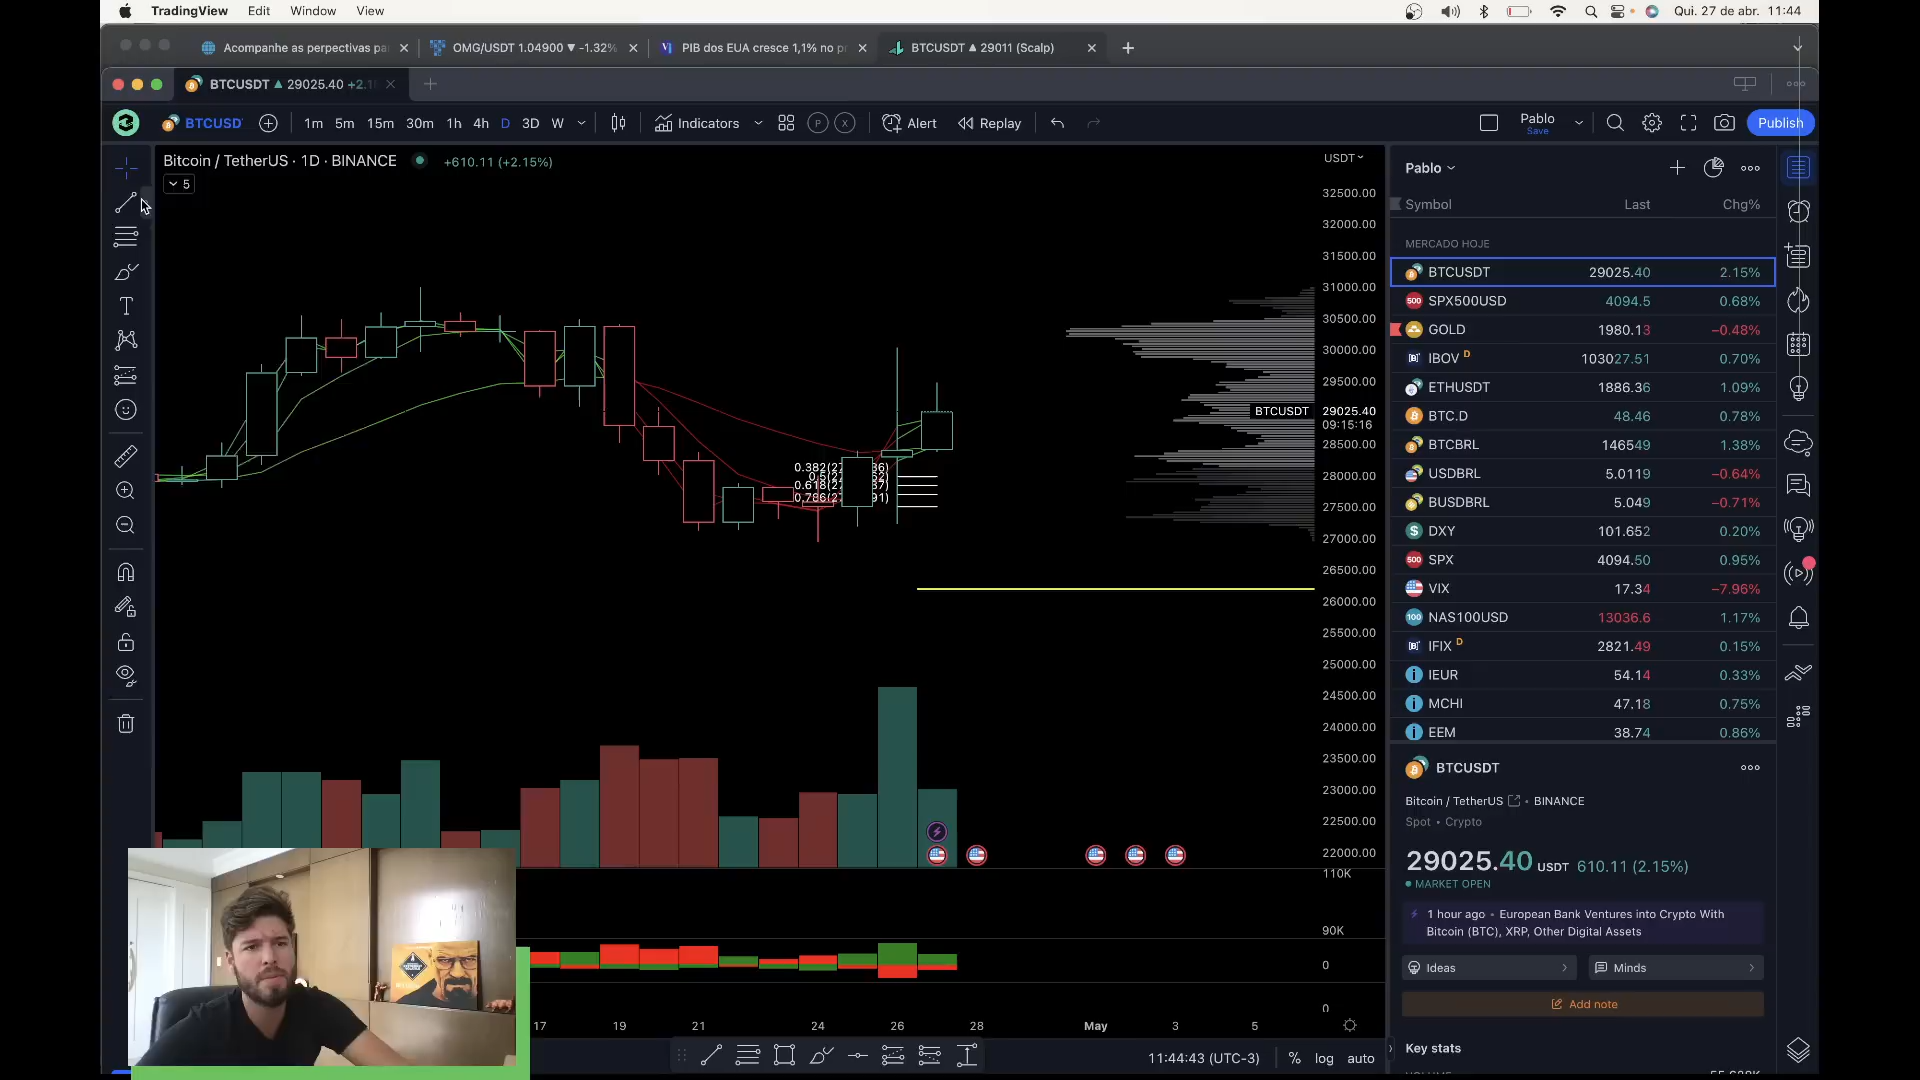 TradingView Edit Window View Qui. 27 de abr. 11:44
Acompanhe as perpectivas pa
OMG/USDT 1.04900 ▼ -1.32%
PIB dos EUA cresce 1,1% no pr
BTCUSDT ▲ 29011 (Scalp)
BTCUSDT ▲ 29025.40 +2.1
BTCUSD 1m 5m 15m 30m 1h 4h D 3D W Indicators P X Alert Replay Pablo Save Publish
Bitcoin / TetherUS · 1D · BINANCE +610.11 (+2.15%)
5
USDT
32500.00
32000.00
31500.00
31000.00
30500.00
30000.00
29500.00
BTCUSDT 29025.40
09:15:16
28500.00
28000.00
27500.00
27000.00
26500.00
26000.00
25500.00
25000.00
24500.00
24000.00
23500.00
23000.00
22500.00
22000.00
110K
90K
0
0
17 19 21 24 26 28 May 3 5
11:44:43 (UTC-3) % log auto
Pablo
Symbol Last Chg%
MERCADO HOJE
BTCUSDT 29025.40 2.15%
SPX500USD 4094.5 0.68%
GOLD 1980.13 −0.48%
IBOV D 103027.51 0.70%
ETHUSDT 1886.36 1.09%
BTC.D 48.46 0.78%
BTCBRL 146549 1.38%
USDBRL 5.0119 −0.64%
BUSDBRL 5.049 −0.71%
DXY 101.652 0.20%
SPX 4094.50 0.95%
VIX 17.34 −7.96%
NAS100USD 13036.6 1.17%
IFIX D 2821.49 0.15%
IEUR 54.14 0.33%
MCHI 47.18 0.75%
EEM 38.74 0.86%
BTCUSDT
Bitcoin / TetherUS • BINANCE
Spot • Crypto
29025.40 USDT 610.11 (2.15%)
MARKET OPEN
1 hour ago • European Bank Ventures into Crypto With
Bitcoin (BTC), XRP, Other Digital Assets
Ideas Minds
Add note
Key stats